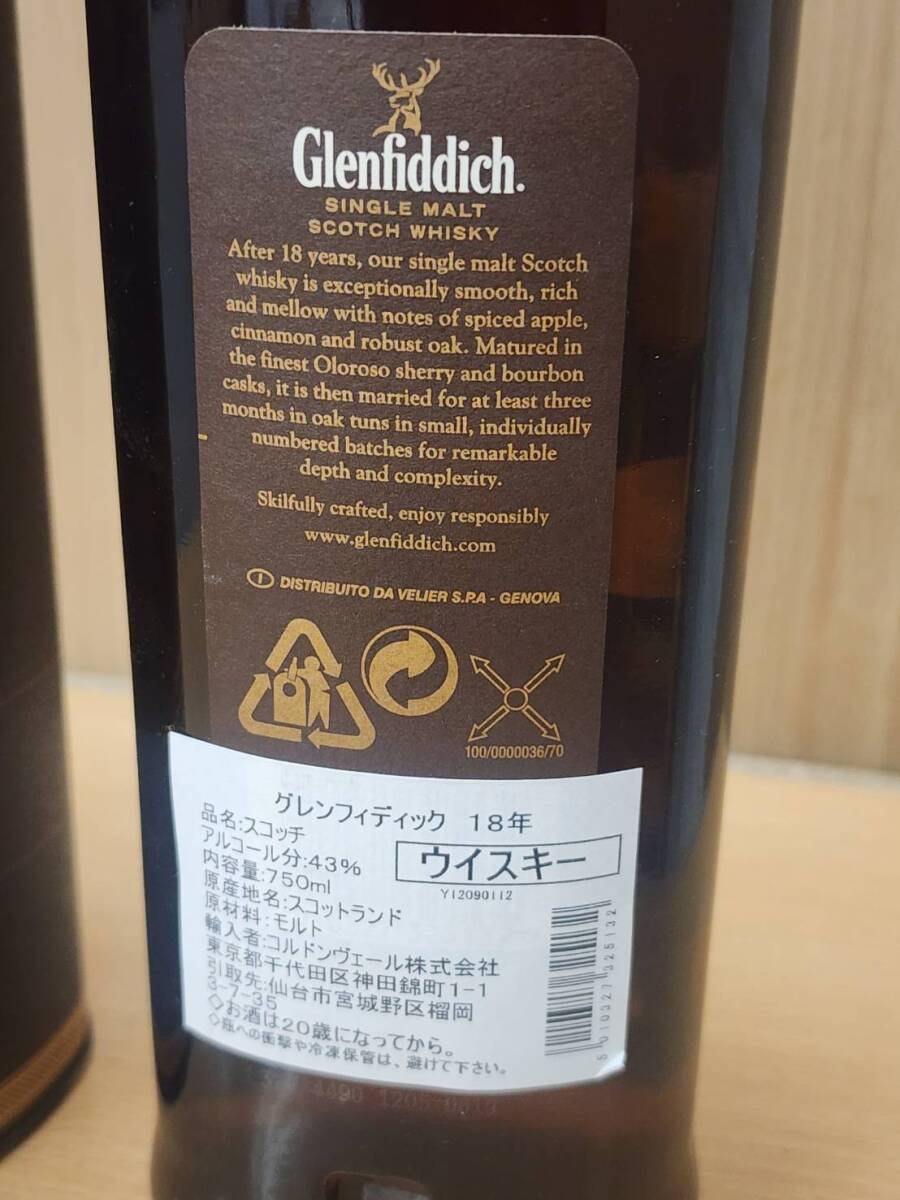 Glenfiddich.
SINGLE MALT
SCOTCH WHISKY
After 18 years, our single malt Scotch
whisky is exceptionally smooth, rich
and mellow with notes of spiced apple,
cinnamon and robust oak. Matured in
the finest Oloroso sherry and bourbon
casks, it is then married for at least three
months in oak tuns in small, individually
numbered batches for remarkable
depth and complexity.
Skilfully crafted, enjoy responsibly
www.glenfiddich.com
I DISTRIBUITO DA VELIER S.P.A - GENOVA
100/0000036/70
グレンフィディック 18年
品名:スコッチ
アルコール分:43%
ウイスキー
内容量:750ml
Y12090112
原産地名:スコットランド
原材料:モルト
輸入者:コルドンヴェール株式会社
東京都千代田区神田錦町1-1
引取先:仙台市宮城野区榴岡
3-7-35
◇お酒は20歳になってから。
◇瓶への衝撃や冷凍保管は、避けて下さい。
5 010327 325132